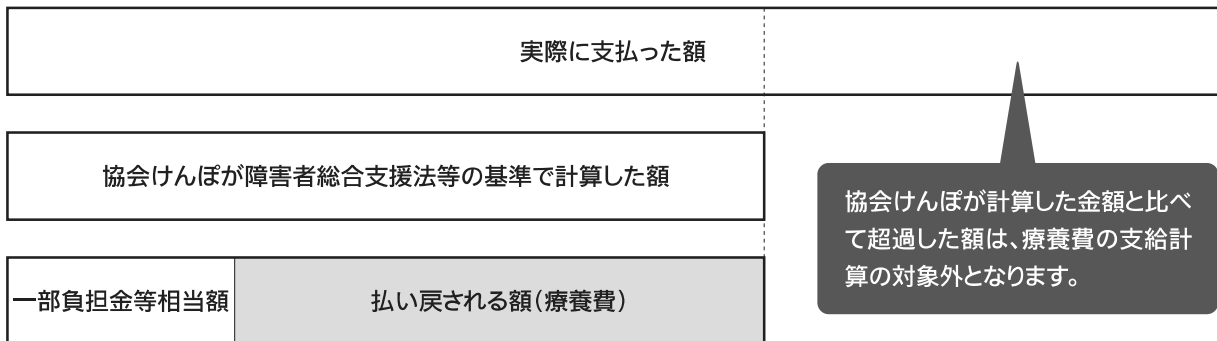 実際に支払った額
協会けんぽが障害者総合支援法等の基準で計算した額
協会けんぽが計算した金額と比べ
て超過した額は、療養費の支給計
算の対象外となります。
一部負担金等相当額
払い戻される額(療養費)